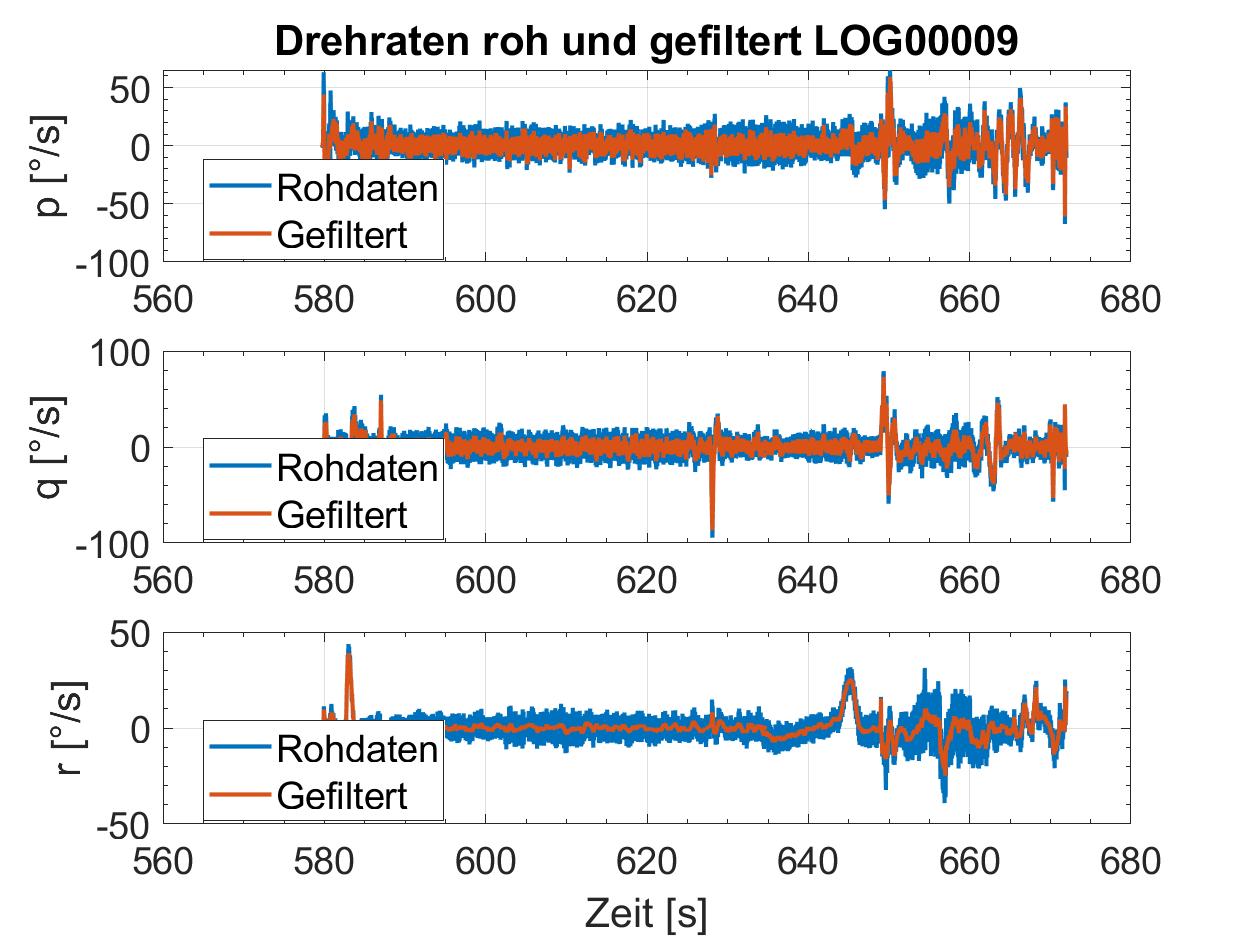 Drehraten roh und gefiltert LOG00009
p [°/s]
50
0
-50
-100
Rohdaten
Gefiltert
560 580 600 620 640 660 680
q [°/s]
100
0
-100
Rohdaten
Gefiltert
560 580 600 620 640 660 680
r [°/s]
50
0
-50
Rohdaten
Gefiltert
560 580 600 620 640 660 680
Zeit [s]